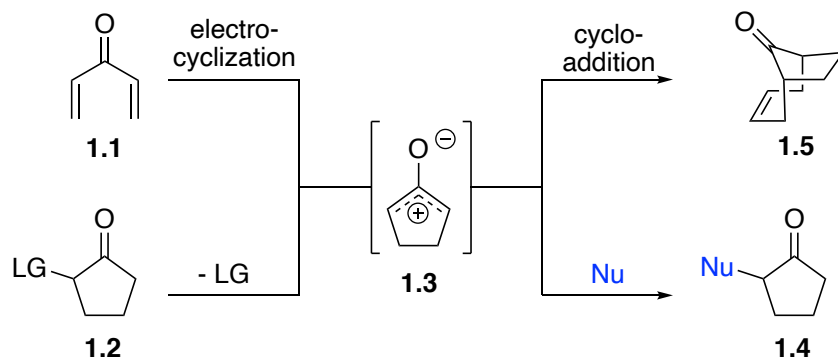 O
electro-
cyclization
cyclo-
addition
O
1.1
O ⊖
1.5
⊕
O
LG
- LG
1.3
Nu
O
Nu
1.2
1.4